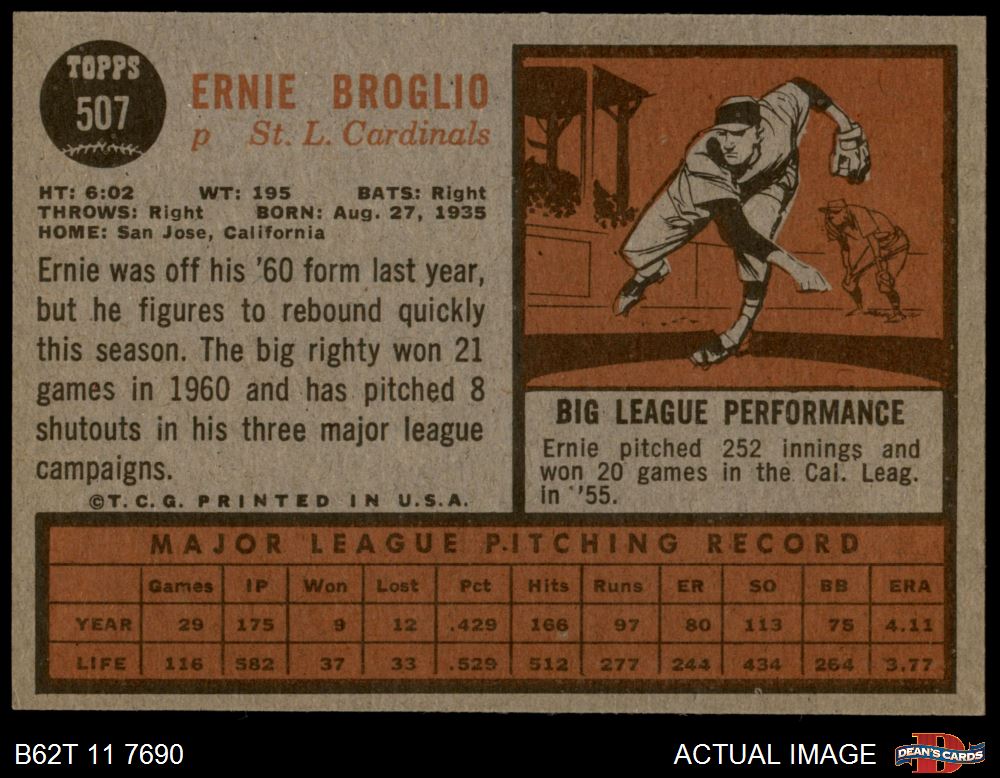 TOPPS
507
ERNIE BROGLIO
p St. L. Cardinals
HT: 6:02 WT: 195 BATS: Right
THROWS: Right BORN: Aug. 27, 1935
HOME: San Jose, California
Ernie was off his '60 form last year,
but he figures to rebound quickly
this season. The big righty won 21
games in 1960 and has pitched 8
shutouts in his three major league
campaigns.
©T.C.G. PRINTED IN U.S.A.
BIG LEAGUE PERFORMANCE
Ernie pitched 252 innings and
won 20 games in the Cal. Leag.
in '55.
MAJOR LEAGUE PITCHING RECORD
Games IP Won Lost Pct Hits Runs ER SO BB ERA
YEAR 29 175 9 12 .429 166 97 80 113 75 4.11
LIFE 116 582 37 33 .529 512 277 244 434 264 3.77
B62T 11 7690
ACTUAL IMAGE
DEAN'S CARDS